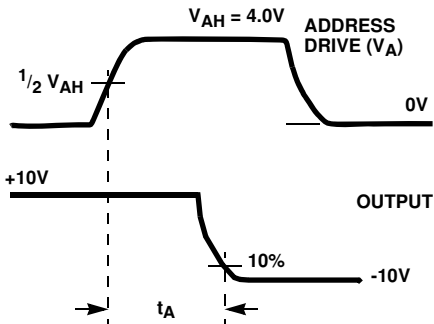 V_AH = 4.0V
ADDRESS
DRIVE (V_A)
1/2 V_AH
0V
+10V
OUTPUT
10%
-10V
t_A